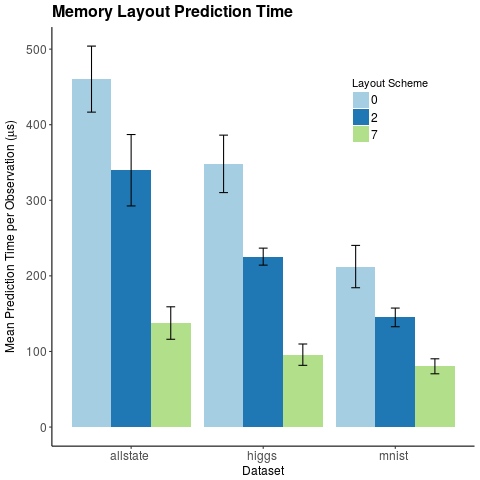 Memory Layout Prediction Time
Mean Prediction Time per Observation (µs)
500
400
300
200
100
0
Layout Scheme
0
2
7
allstate
higgs
mnist
Dataset